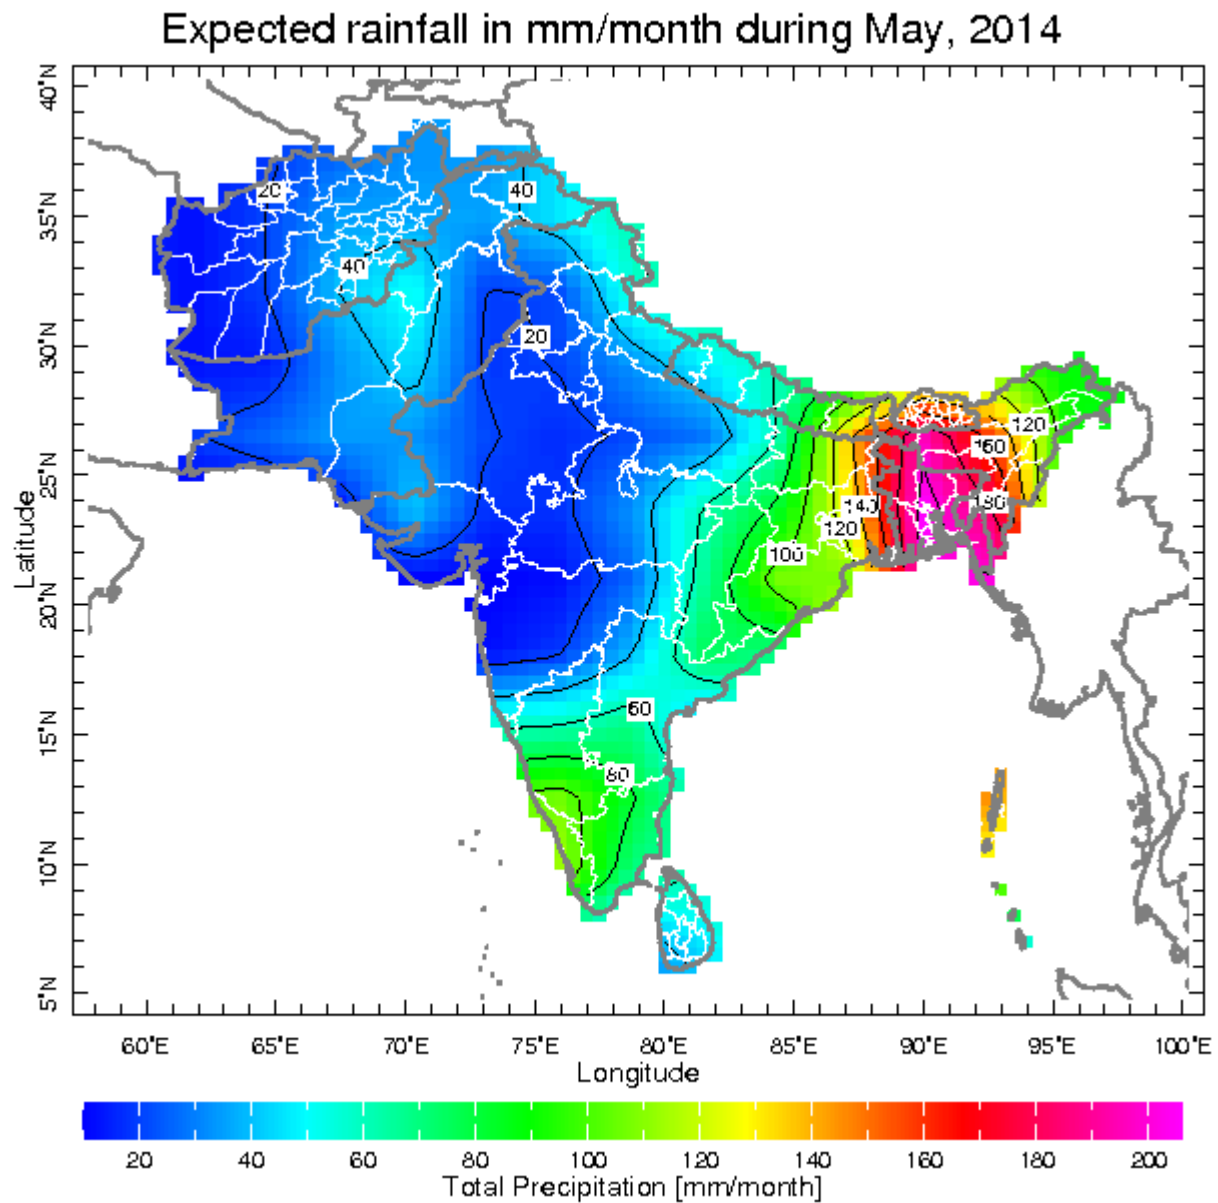 Expected rainfall in mm/month during May, 2014
40°N
35°N
30°N
25°N
20°N
15°N
10°N
5°N
Latitude
20
40
40
20
120
160
180
140
120
100
60
80
60°E 65°E 70°E 75°E 80°E 85°E 90°E 95°E 100°E
Longitude
20 40 60 80 100 120 140 160 180 200
Total Precipitation [mm/month]